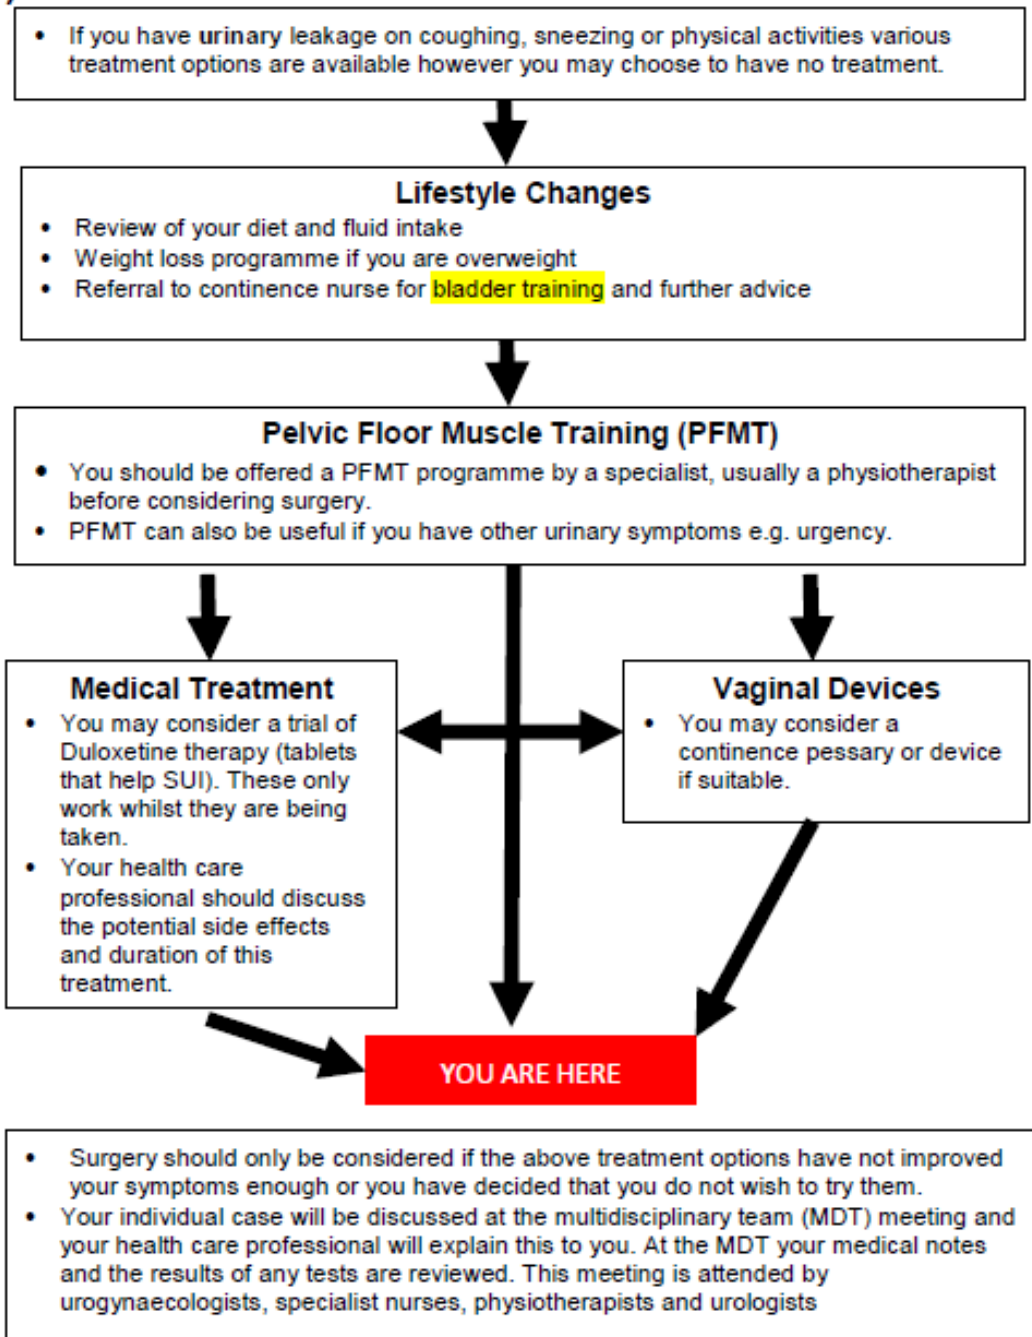 • If you have urinary leakage on coughing, sneezing or physical activities various
treatment options are available however you may choose to have no treatment.
Lifestyle Changes
• Review of your diet and fluid intake
• Weight loss programme if you are overweight
• Referral to continence nurse for bladder training and further advice
Pelvic Floor Muscle Training (PFMT)
• You should be offered a PFMT programme by a specialist, usually a physiotherapist
before considering surgery.
• PFMT can also be useful if you have other urinary symptoms e.g. urgency.
Medical Treatment
• You may consider a trial of
Duloxetine therapy (tablets
that help SUI). These only
work whilst they are being
taken.
• Your health care
professional should discuss
the potential side effects
and duration of this
treatment.
Vaginal Devices
• You may consider a
continence pessary or device
if suitable.
YOU ARE HERE
• Surgery should only be considered if the above treatment options have not improved
your symptoms enough or you have decided that you do not wish to try them.
• Your individual case will be discussed at the multidisciplinary team (MDT) meeting and
your health care professional will explain this to you. At the MDT your medical notes
and the results of any tests are reviewed. This meeting is attended by
urogynaecologists, specialist nurses, physiotherapists and urologists